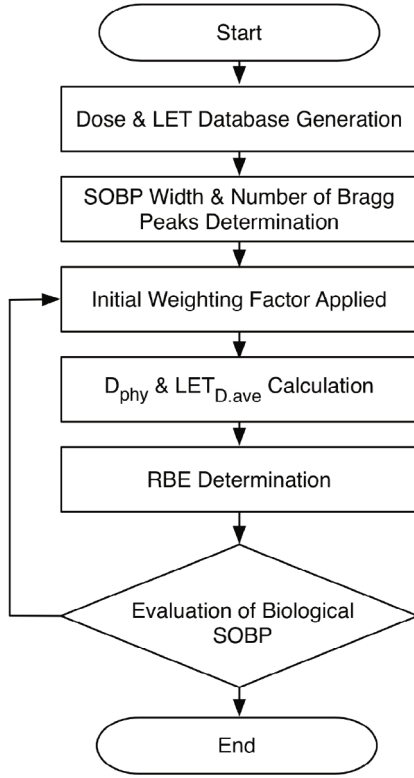 Start
Dose & LET Database Generation
SOBP Width & Number of Bragg
Peaks Determination
Initial Weighting Factor Applied
Dphy & LETD.ave Calculation
RBE Determination
Evaluation of Biological
SOBP
End